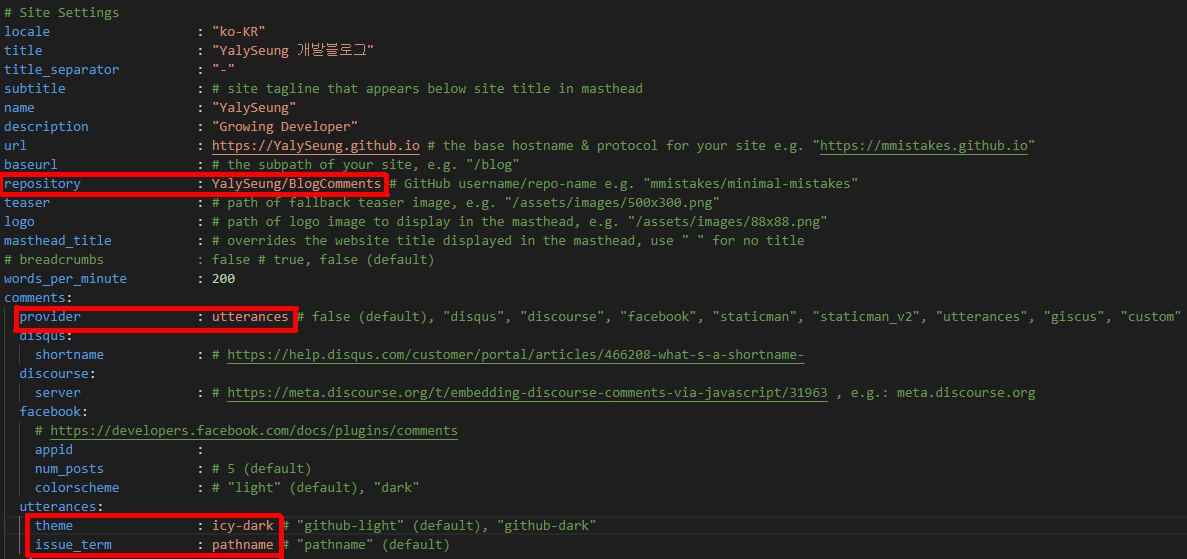 # Site Settings
locale : "ko-KR"
title : "YalySeung 개발블로그"
title_separator : "-"
subtitle : # site tagline that appears below site title in masthead
name : "YalySeung"
description : "Growing Developer"
url : https://YalySeung.github.io # the base hostname & protocol for your site e.g. "https://mmistakes.github.io"
baseurl : # the subpath of your site, e.g. "/blog"
repository : YalySeung/BlogComments # GitHub username/repo-name e.g. "mmistakes/minimal-mistakes"
teaser : # path of fallback teaser image, e.g. "/assets/images/500x300.png"
logo : # path of logo image to display in the masthead, e.g. "/assets/images/88x88.png"
masthead_title : # overrides the website title displayed in the masthead, use " " for no title
# breadcrumbs : false # true, false (default)
words_per_minute : 200
comments:
provider : utterances # false (default), "disqus", "discourse", "facebook", "staticman", "staticman_v2", "utterances", "giscus", "custom"
disqus:
shortname : # https://help.disqus.com/customer/portal/articles/466208-what-s-a-shortname-
discourse:
server : # https://meta.discourse.org/t/embedding-discourse-comments-via-javascript/31963 , e.g.: meta.discourse.org
facebook:
# https://developers.facebook.com/docs/plugins/comments
appid :
num_posts : # 5 (default)
colorscheme : # "light" (default), "dark"
utterances:
theme : icy-dark # "github-light" (default), "github-dark"
issue_term : pathname # "pathname" (default)